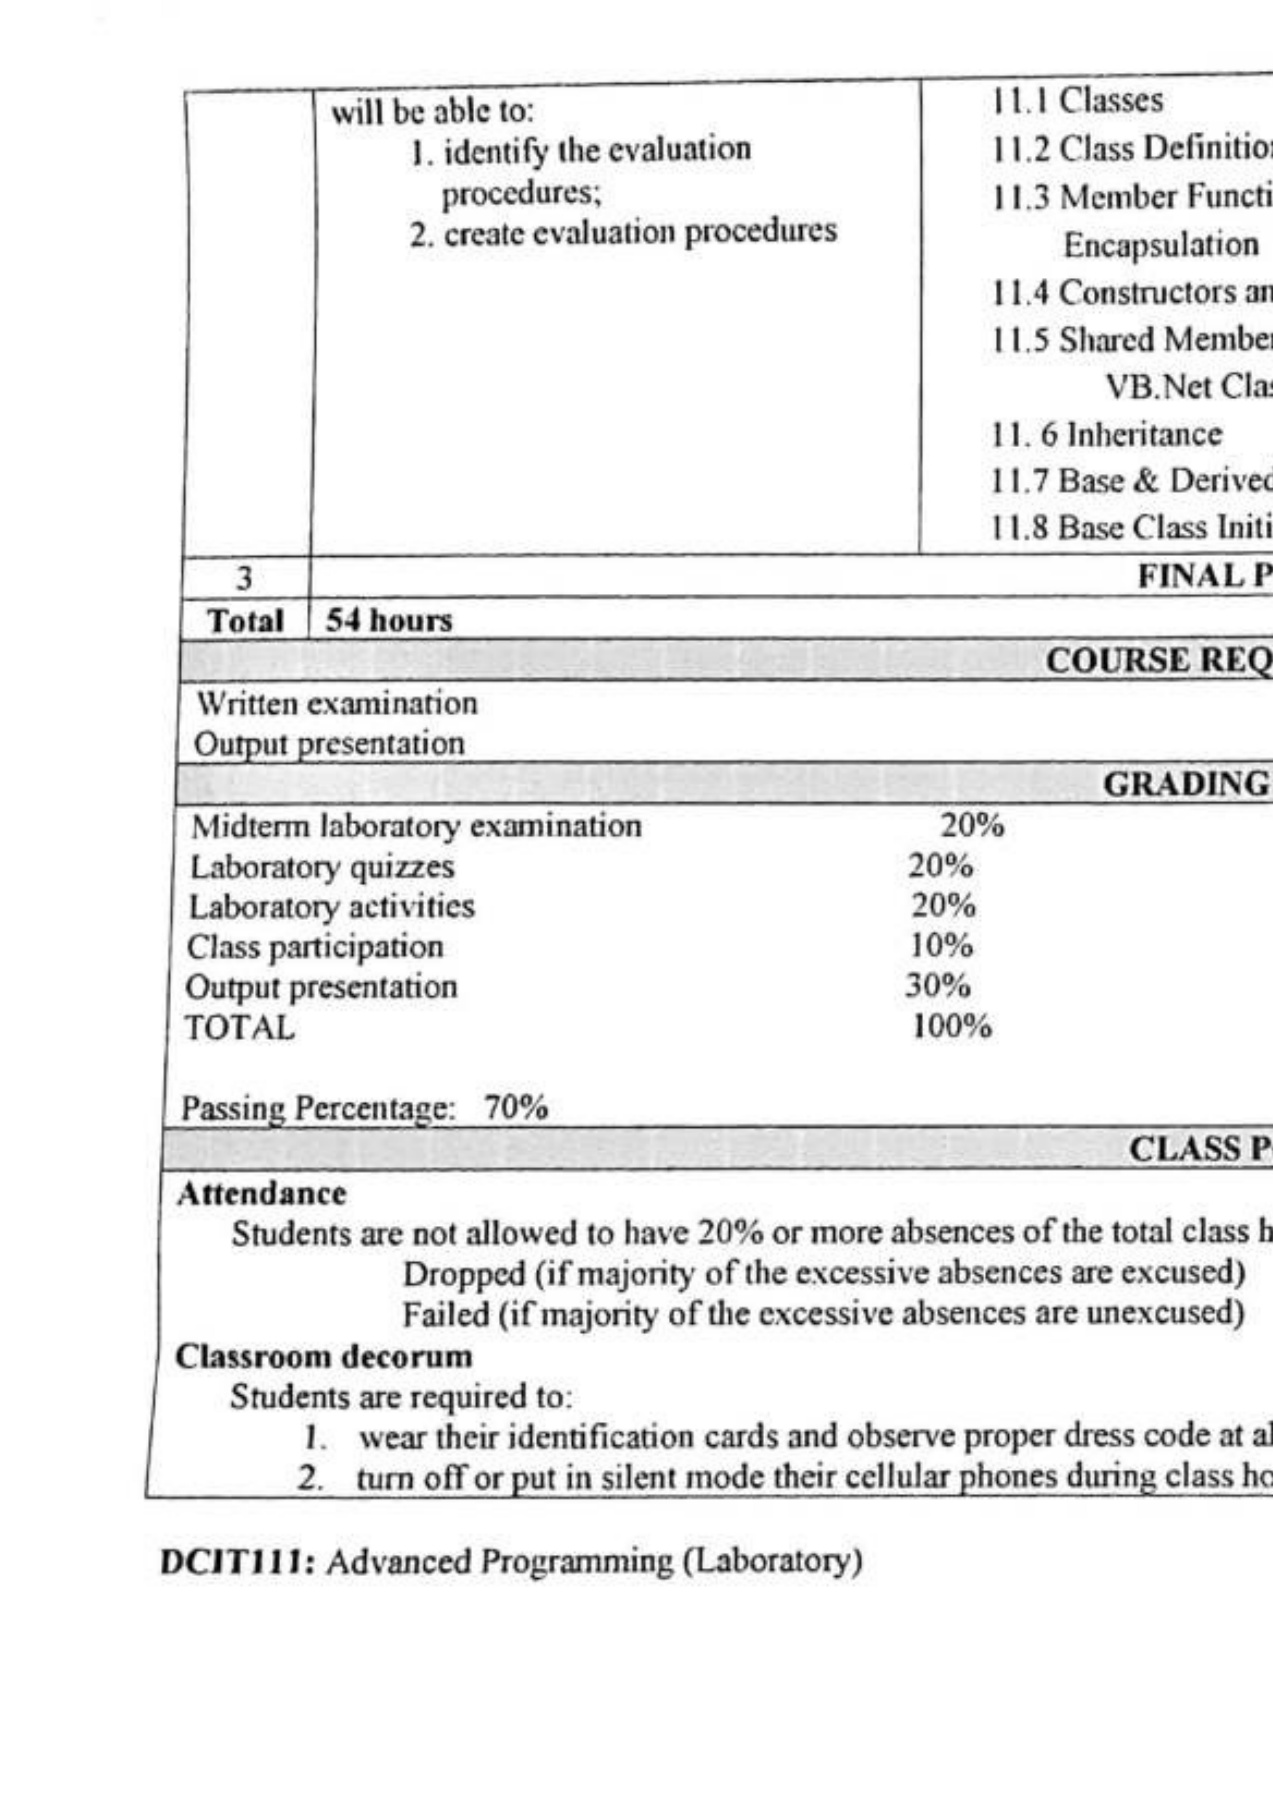 will be able to:
1. identify the evaluation
procedures;
2. create evaluation procedures
11.1 Classes
11.2 Class Definitio
11.3 Member Functi
Encapsulation
11.4 Constructors an
11.5 Shared Membe
VB.Net Clas
11. 6 Inheritance
11.7 Base & Derived
11.8 Base Class Initi
3 FINAL P
Total 54 hours
COURSE REQ
Written examination
Output presentation
GRADING
Midterm laboratory examination 20%
Laboratory quizzes 20%
Laboratory activities 20%
Class participation 10%
Output presentation 30%
TOTAL 100%
Passing Percentage: 70%
CLASS P
Attendance
Students are not allowed to have 20% or more absences of the total class h
Dropped (if majority of the excessive absences are excused)
Failed (if majority of the excessive absences are unexcused)
Classroom decorum
Students are required to:
1. wear their identification cards and observe proper dress code at al
2. turn off or put in silent mode their cellular phones during class ho
DCIT111: Advanced Programming (Laboratory)